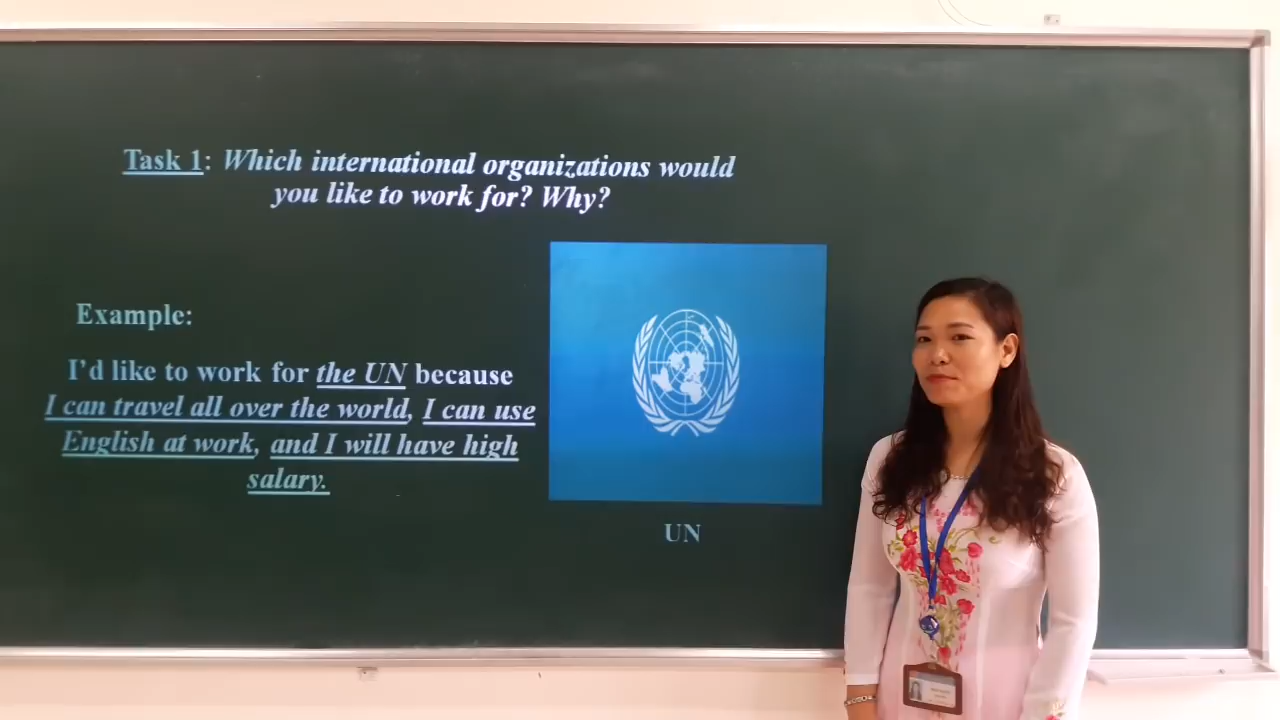 Task 1: Which international organizations would
you like to work for? Why?
Example:
I'd like to work for the UN because
I can travel all over the world, I can use
English at work, and I will have high
salary.
UN